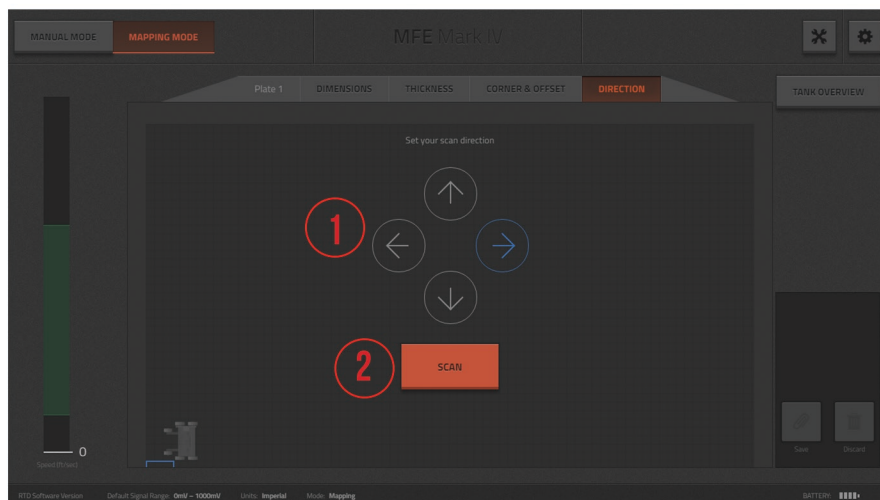 MANUAL MODE
MAPPING MODE
MFE Mark IV
Plate 1
DIMENSIONS
THICKNESS
CORNER & OFFSET
DIRECTION
TANK OVERVIEW
Set your scan direction
1
2
SCAN
0
Speed (ft/sec)
Save
Discard
RTD Software Version
Default Signal Range: 0mV – 1000mV
Units: Imperial
Mode: Mapping
BATTERY: